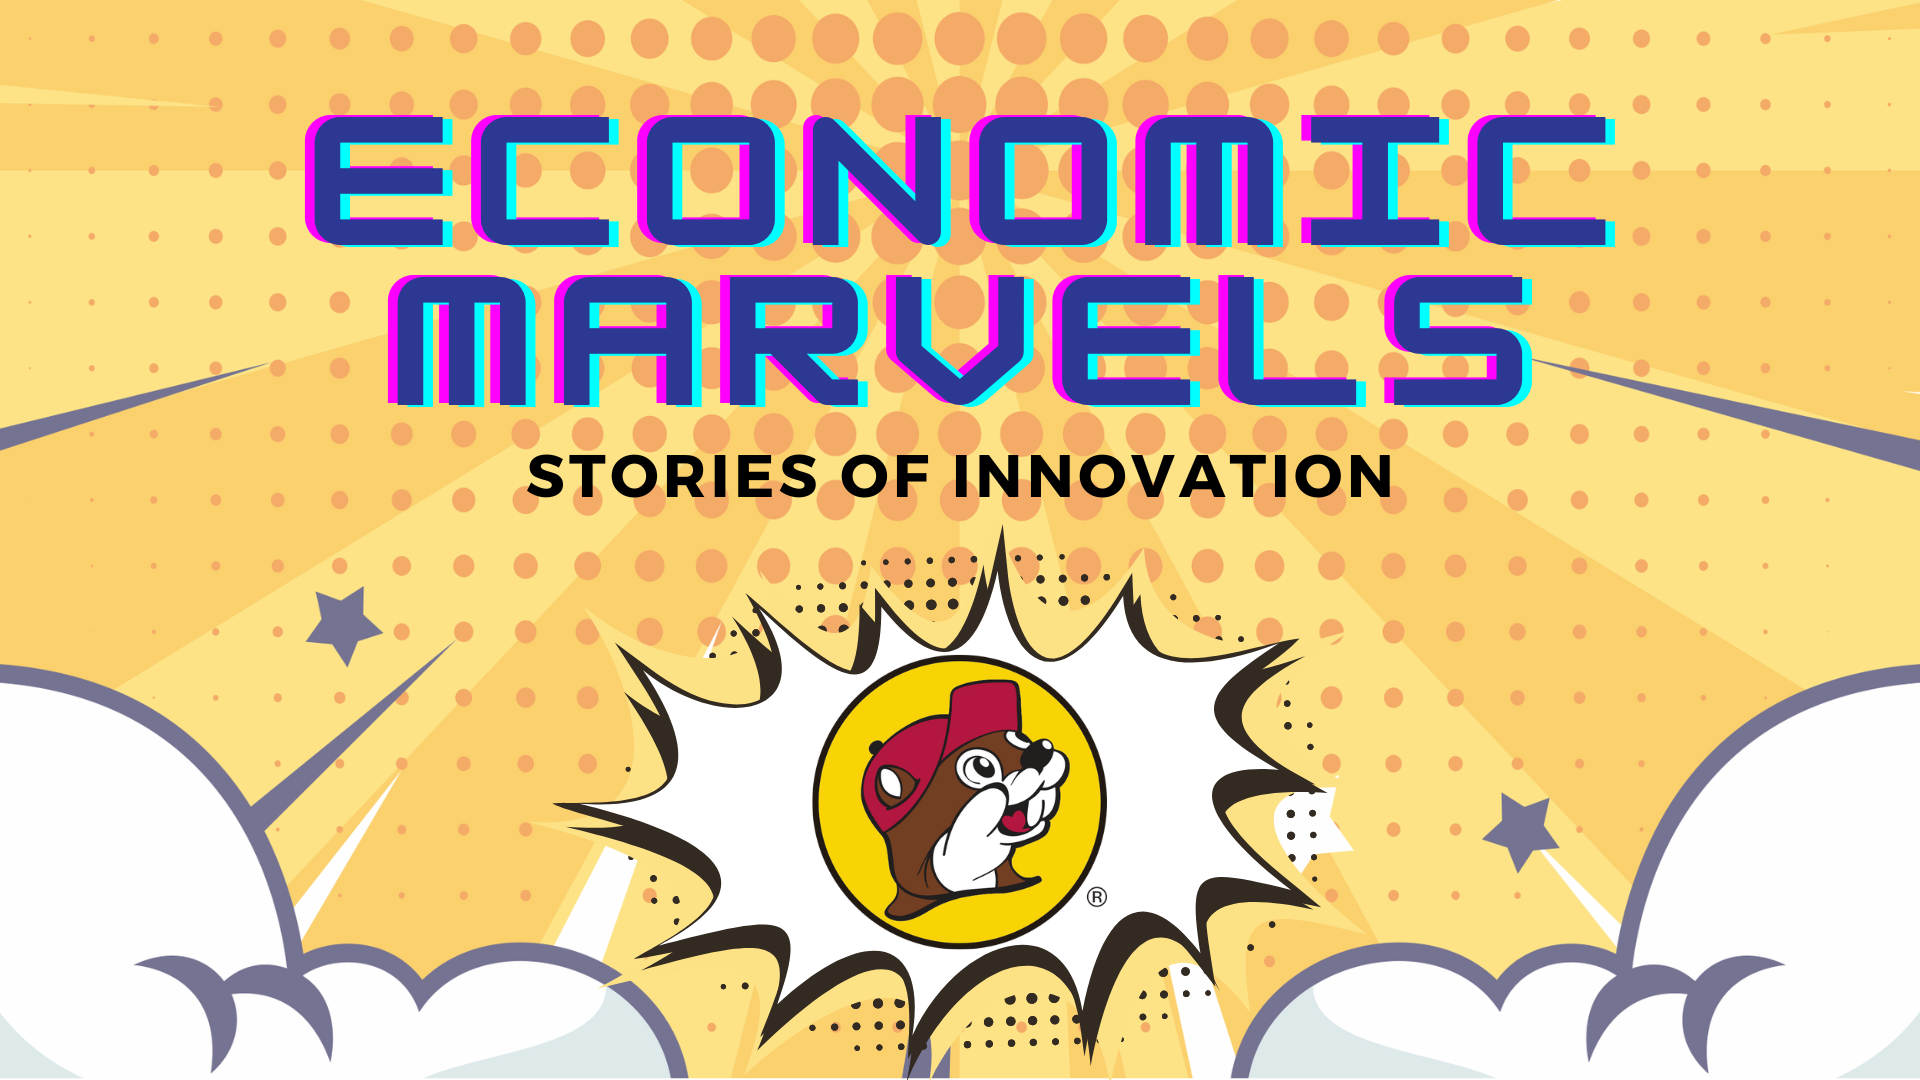 ECONOMIC
MARVELS
STORIES OF INNOVATION
®